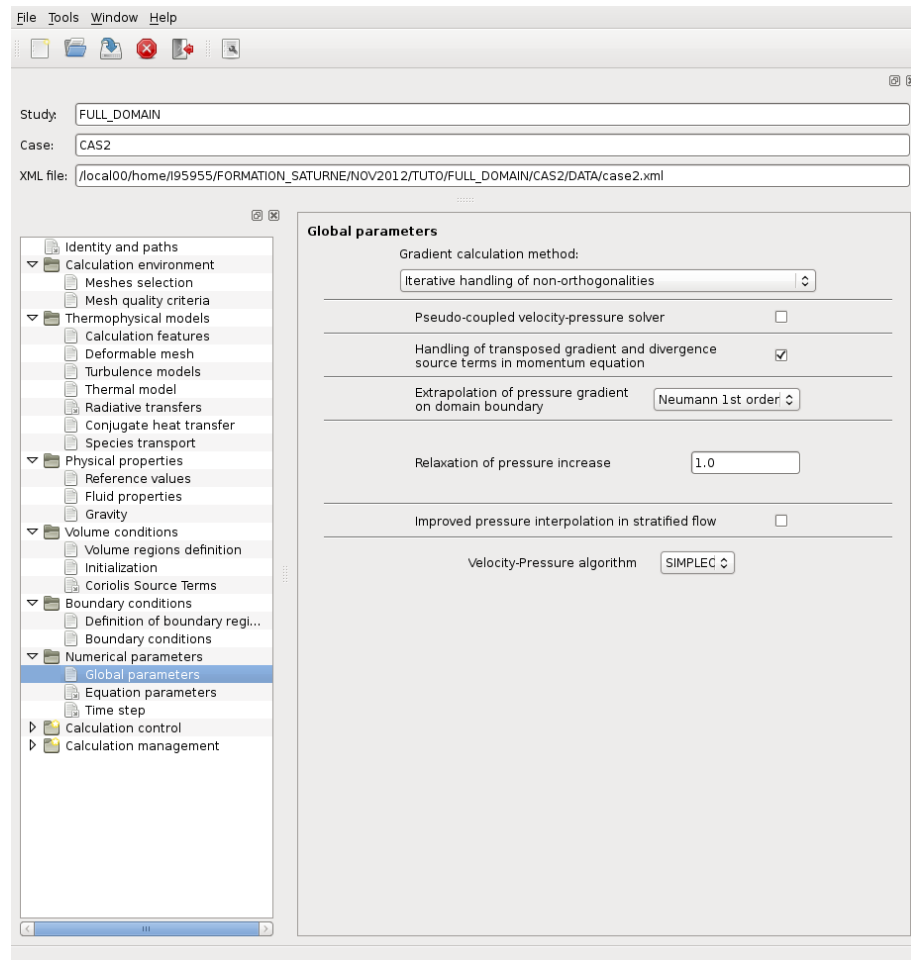 File Tools Window Help
Study: FULL_DOMAIN
Case: CAS2
XML file: /local00/home/I95955/FORMATION_SATURNE/NOV2012/TUTO/FULL_DOMAIN/CAS2/DATA/case2.xml
Identity and paths
Calculation environment
Meshes selection
Mesh quality criteria
Thermophysical models
Calculation features
Deformable mesh
Turbulence models
Thermal model
Radiative transfers
Conjugate heat transfer
Species transport
Physical properties
Reference values
Fluid properties
Gravity
Volume conditions
Volume regions definition
Initialization
Coriolis Source Terms
Boundary conditions
Definition of boundary regi...
Boundary conditions
Numerical parameters
Global parameters
Equation parameters
Time step
Calculation control
Calculation management
Global parameters
Gradient calculation method:
Iterative handling of non-orthogonalities
Pseudo-coupled velocity-pressure solver
Handling of transposed gradient and divergence
source terms in momentum equation
Extrapolation of pressure gradient
on domain boundary
Neumann 1st order
Relaxation of pressure increase 1.0
Improved pressure interpolation in stratified flow
Velocity-Pressure algorithm SIMPLEC